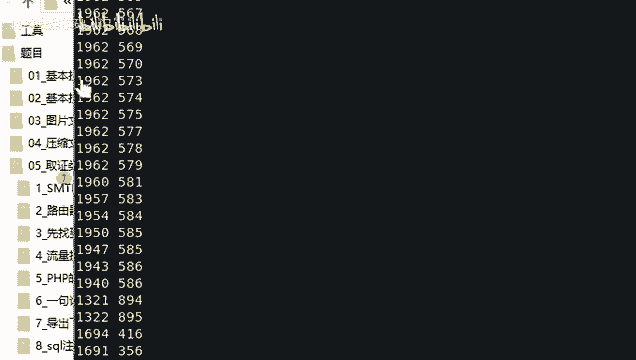 1962 567
工具
1962 568
题目
1962 569
1962 570
01_基本
1962 573
02_基本
1962 574
03_图片
1962 575
1962 577
04_压缩
1962 578
05_取证
1962 579
1960 581
1_SMT
1957 583
2_路由
1954 584
3_先找
1950 585
1947 585
4_流量
1943 586
5_PHP
1940 586
6_一句
1321 894
7_导出
1322 895
1694 416
8_sql注
1691 356